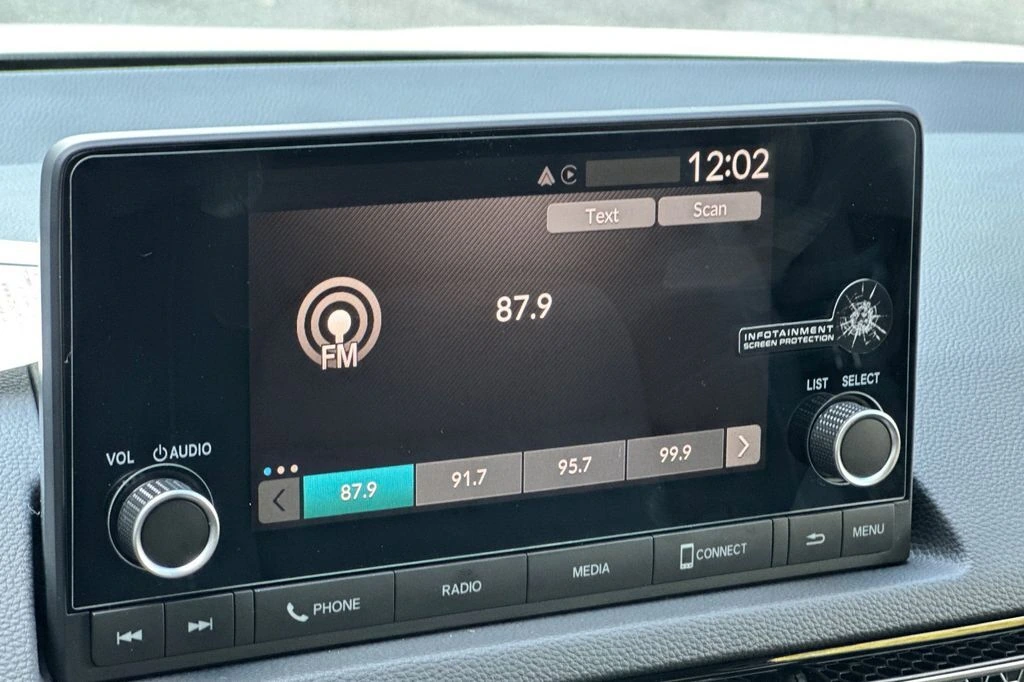 12:02
Text
Scan
87.9
FM
INFOTAINMENT
SCREEN PROTECTION
LIST
SELECT
VOL
AUDIO
87.9
91.7
95.7
99.9
PHONE
RADIO
MEDIA
CONNECT
MENU